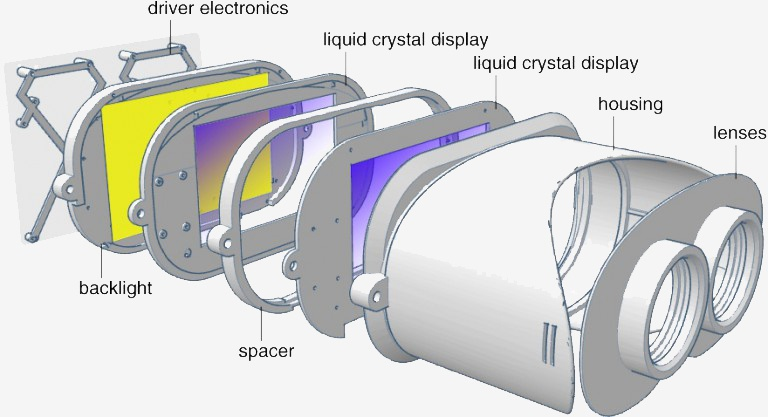 driver electronics
liquid crystal display
liquid crystal display
housing
lenses
backlight
spacer